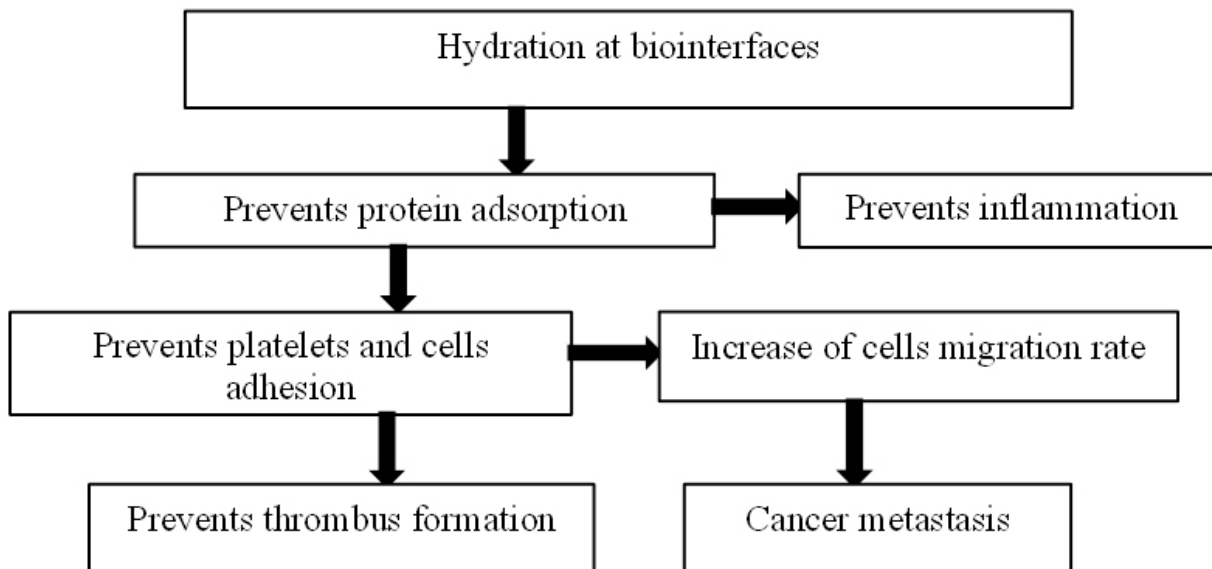 Hydration at biointerfaces
Prevents protein adsorption
Prevents inflammation
Prevents platelets and cells
adhesion
Increase of cells migration rate
Prevents thrombus formation
Cancer metastasis